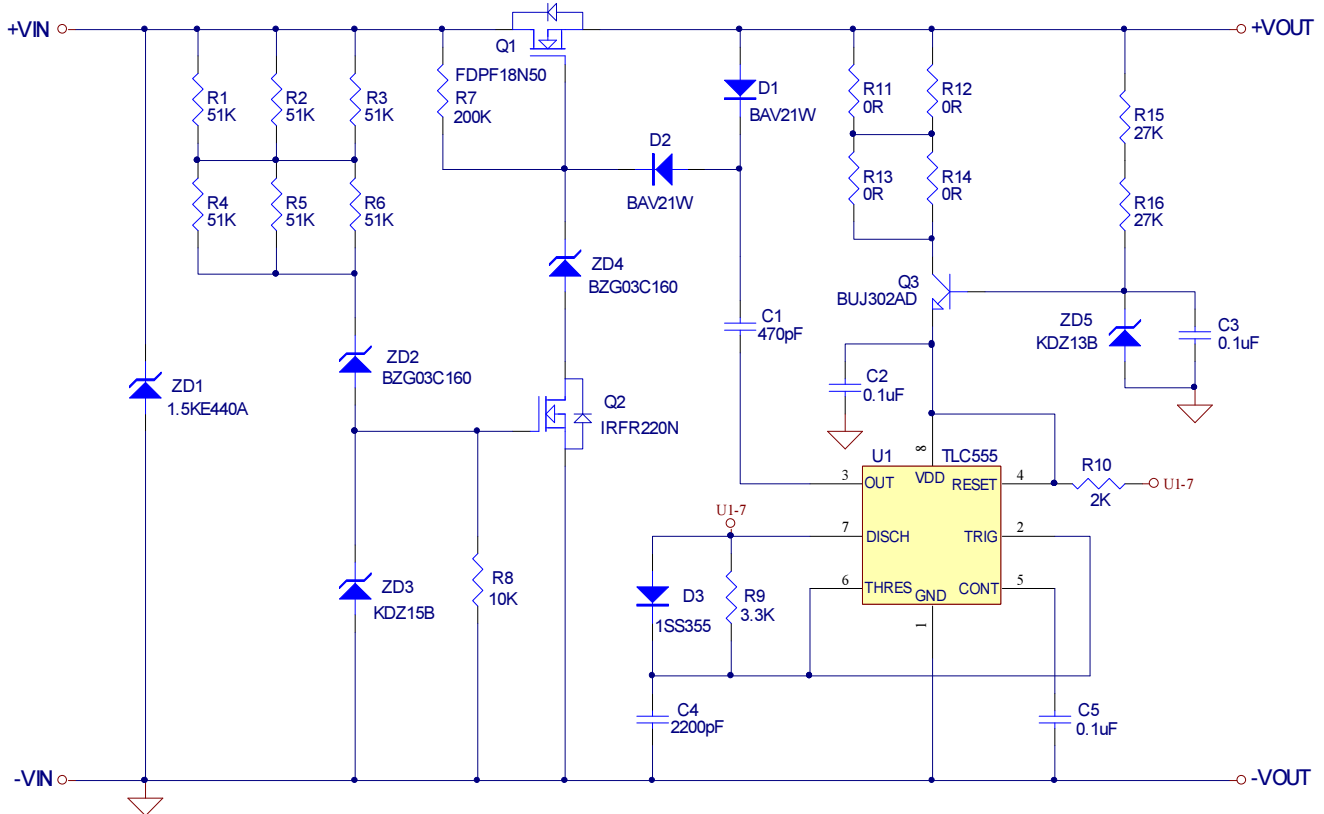 +VIN
+VOUT
Q1
FDPF18N50
R1
51K
R2
51K
R3
51K
R7
200K
D1
BAV21W
R11
0R
R12
0R
R15
27K
D2
BAV21W
R4
51K
R5
51K
R6
51K
R13
0R
R14
0R
R16
27K
ZD4
BZG03C160
Q3
BUJ302AD
C1
470pF
ZD5
KDZ13B
C3
0.1uF
ZD2
BZG03C160
ZD1
1.5KE440A
C2
0.1uF
Q2
IRFR220N
U1
8
TLC555
3
OUT
VDD
RESET
4
R10
2K
U1-7
U1-7
7
DISCH
TRIG
2
6
THRES
GND
CONT
5
1
ZD3
KDZ15B
R8
10K
D3
1SS355
R9
3.3K
C4
2200pF
C5
0.1uF
-VIN
-VOUT